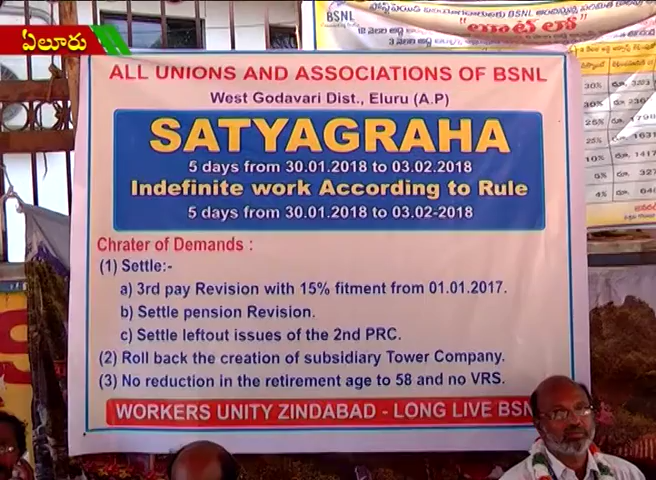 ఏలూరు
BSNL
ALL UNIONS AND ASSOCIATIONS OF BSNL
WEST GODAVARI DIST., ELURU (A.P)
SATYAGRAHA
5 days from 30.01.2018 to 03.02.2018
Indefinite work According to Rule
5 days from 30.01.2018 to 03.02-2018
Chrater of Demands :
(1) Settle:-
a) 3rd pay Revision with 15% fitment from 01.01.2017.
b) Settle pension Revision.
c) Settle leftout issues of the 2nd PRC.
(2) Roll back the creation of subsidiary Tower Company.
(3) No reduction in the retirement age to 58 and no VRS.
WORKERS UNITY ZINDABAD - LONG LIVE BSN
30%
30%
25%
25%
10%
5%
4%